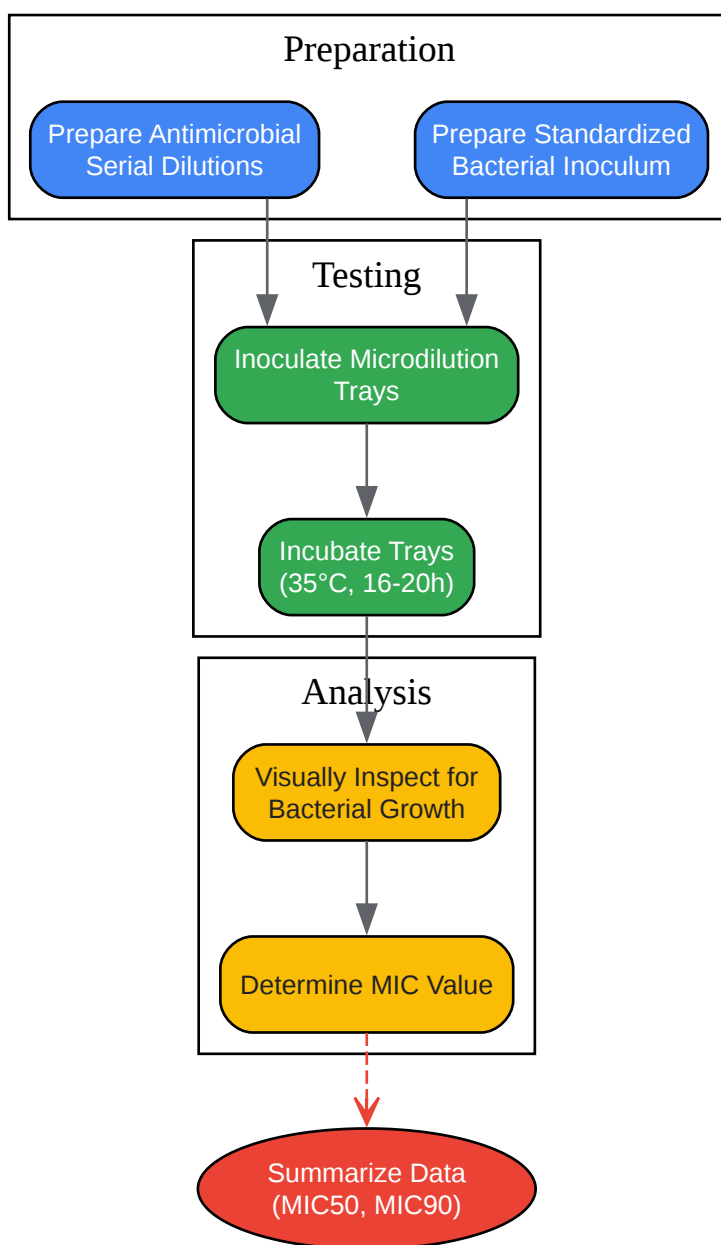 Preparation
Prepare Antimicrobial
Serial Dilutions
Prepare Standardized
Bacterial Inoculum
Testing
Inoculate Microdilution
Trays
Incubate Trays
(35°C, 16-20h)
Analysis
Visually Inspect for
Bacterial Growth
Determine MIC Value
Summarize Data
(MIC50, MIC90)